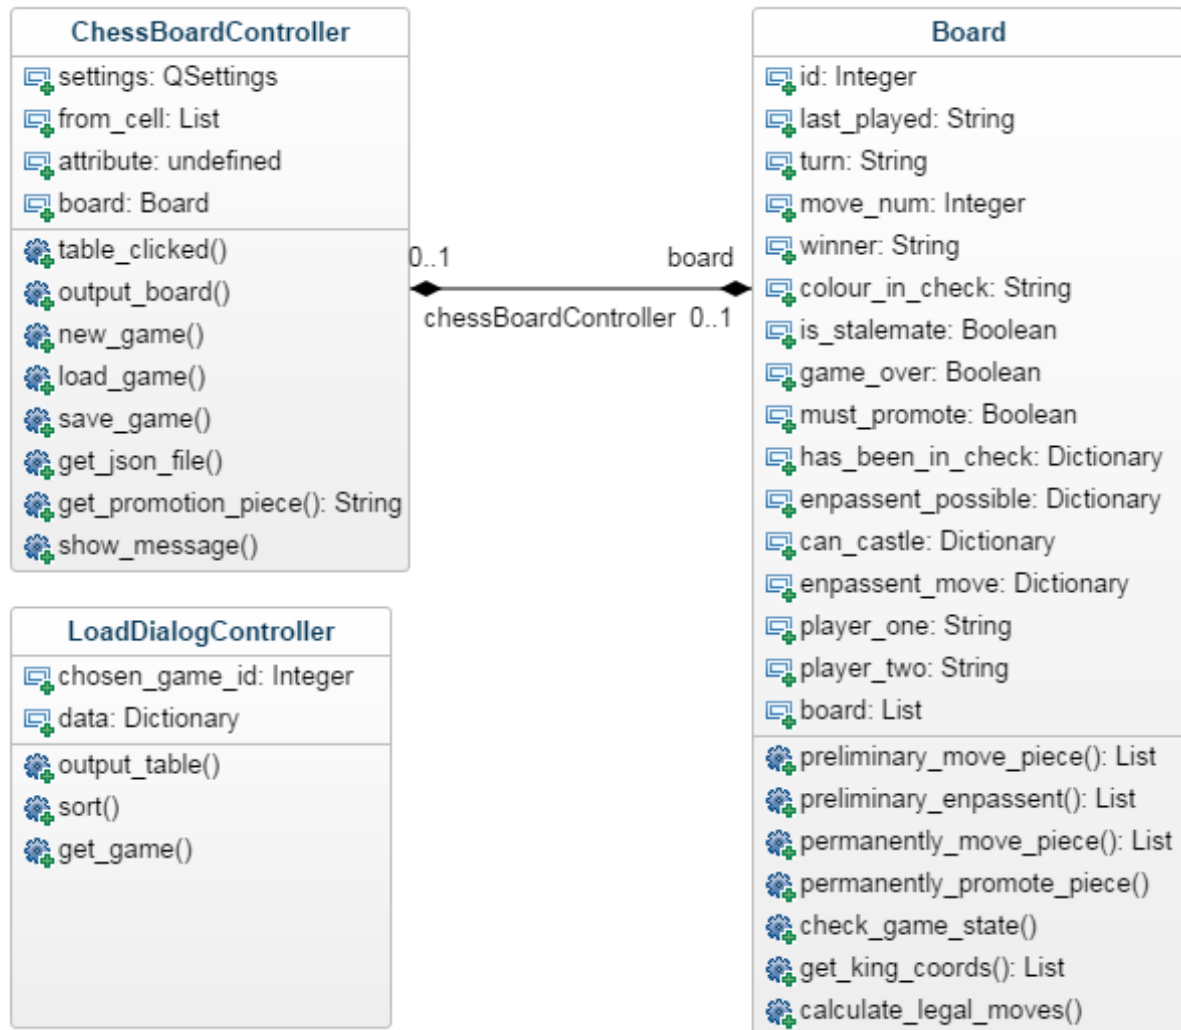 ChessBoardController
settings: QSettings
from_cell: List
attribute: undefined
board: Board
table_clicked()
output_board()
new_game()
load_game()
save_game()
get_json_file()
get_promotion_piece(): String
show_message()
0..1
board
chessBoardController 0..1
LoadDialogController
chosen_game_id: Integer
data: Dictionary
output_table()
sort()
get_game()
Board
id: Integer
last_played: String
turn: String
move_num: Integer
winner: String
colour_in_check: String
is_stalemate: Boolean
game_over: Boolean
must_promote: Boolean
has_been_in_check: Dictionary
enpassent_possible: Dictionary
can_castle: Dictionary
enpassent_move: Dictionary
player_one: String
player_two: String
board: List
preliminary_move_piece(): List
preliminary_enpassent(): List
permanently_move_piece(): List
permanently_promote_piece()
check_game_state()
get_king_coords(): List
calculate_legal_moves()